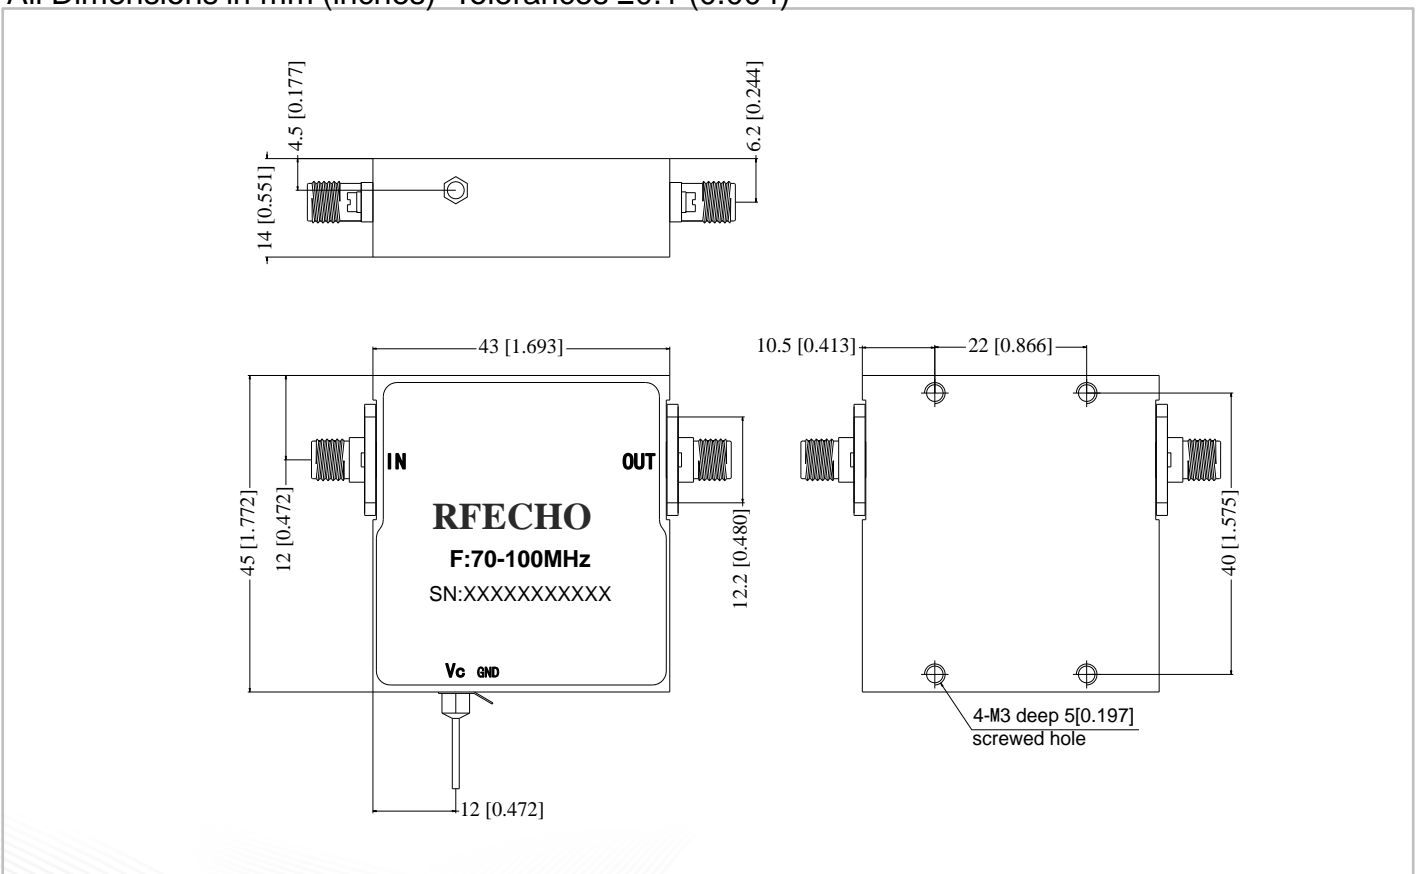 All Dimensions in mm (inches) Tolerances ±0.1 (0.004)
4.5 [0.177]
6.2 [0.244]
14 [0.551]
43 [1.693]
10.5 [0.413]
22 [0.866]
IN
OUT
45 [1.772]
12 [0.472]
RFECHO
12.2 [0.480]
40 [1.575]
F:70-100MHz
SN:XXXXXXXXXXX
Vc GND
4-M3 deep 5[0.197]
screwed hole
12 [0.472]